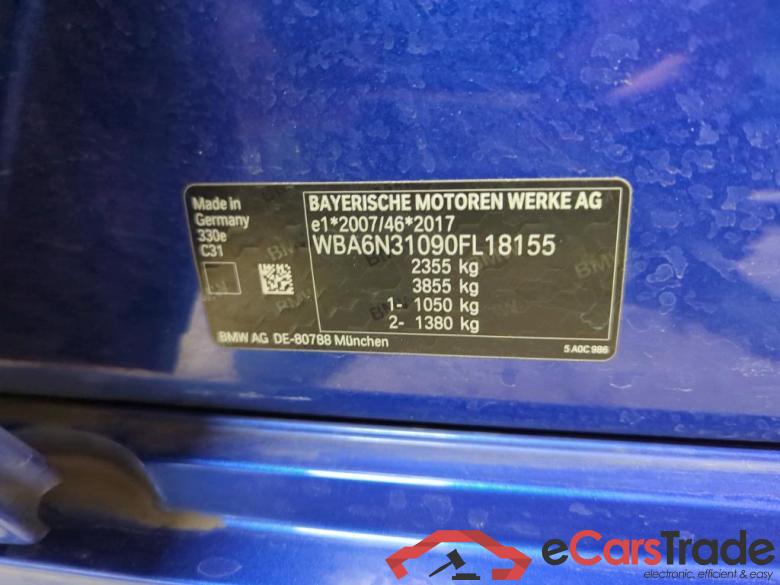 Made in
Germany
330e
C31
BAYERISCHE MOTOREN WERKE AG
e1*2007/46*2017
WBA6N31090FL18155
2355 kg
3855 kg
1- 1050 kg
2- 1380 kg
BMW AG DE-80788 München
5 A0C 986
eCarsTrade
electronic, efficient & easy